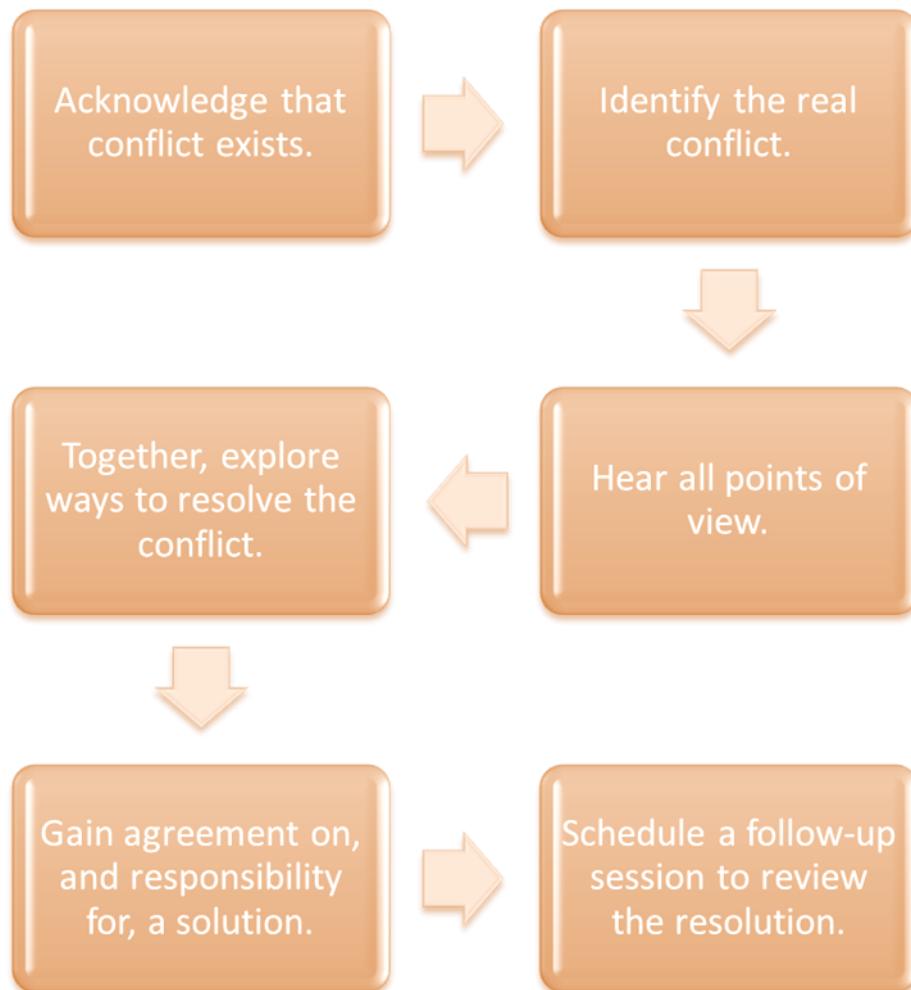 Acknowledge that
conflict exists.
Identify the real
conflict.
Hear all points of
view.
Together, explore
ways to resolve the
conflict.
Gain agreement on,
and responsibility
for, a solution.
Schedule a follow-up
session to review
the resolution.